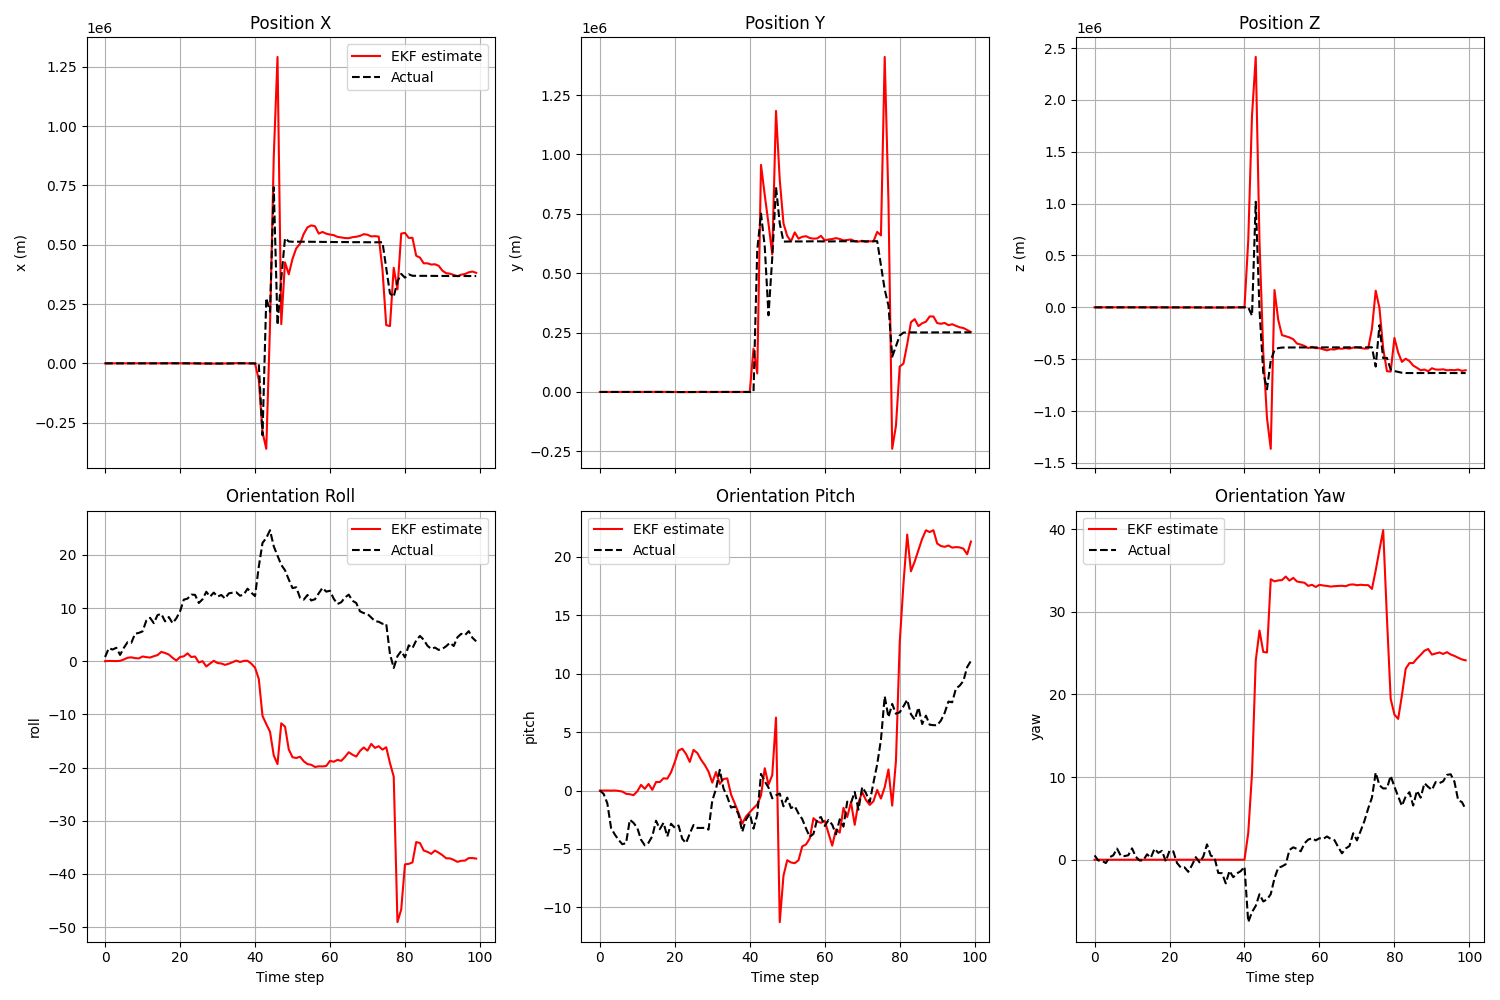 Position X
1e6
EKF estimate
Actual
1.25
1.00
0.75
0.50
0.25
0.00
−0.25
x (m)
Position Y
1e6
1.25
1.00
0.75
0.50
0.25
0.00
−0.25
y (m)
Position Z
1e6
2.5
2.0
1.5
1.0
0.5
0.0
−0.5
−1.0
−1.5
z (m)
Orientation Roll
EKF estimate
Actual
20
10
0
−10
−20
−30
−40
−50
roll
0 20 40 60 80 100
Time step
Orientation Pitch
EKF estimate
Actual
20
15
10
5
0
−5
−10
pitch
0 20 40 60 80 100
Time step
Orientation Yaw
EKF estimate
Actual
40
30
20
10
0
yaw
0 20 40 60 80 100
Time step